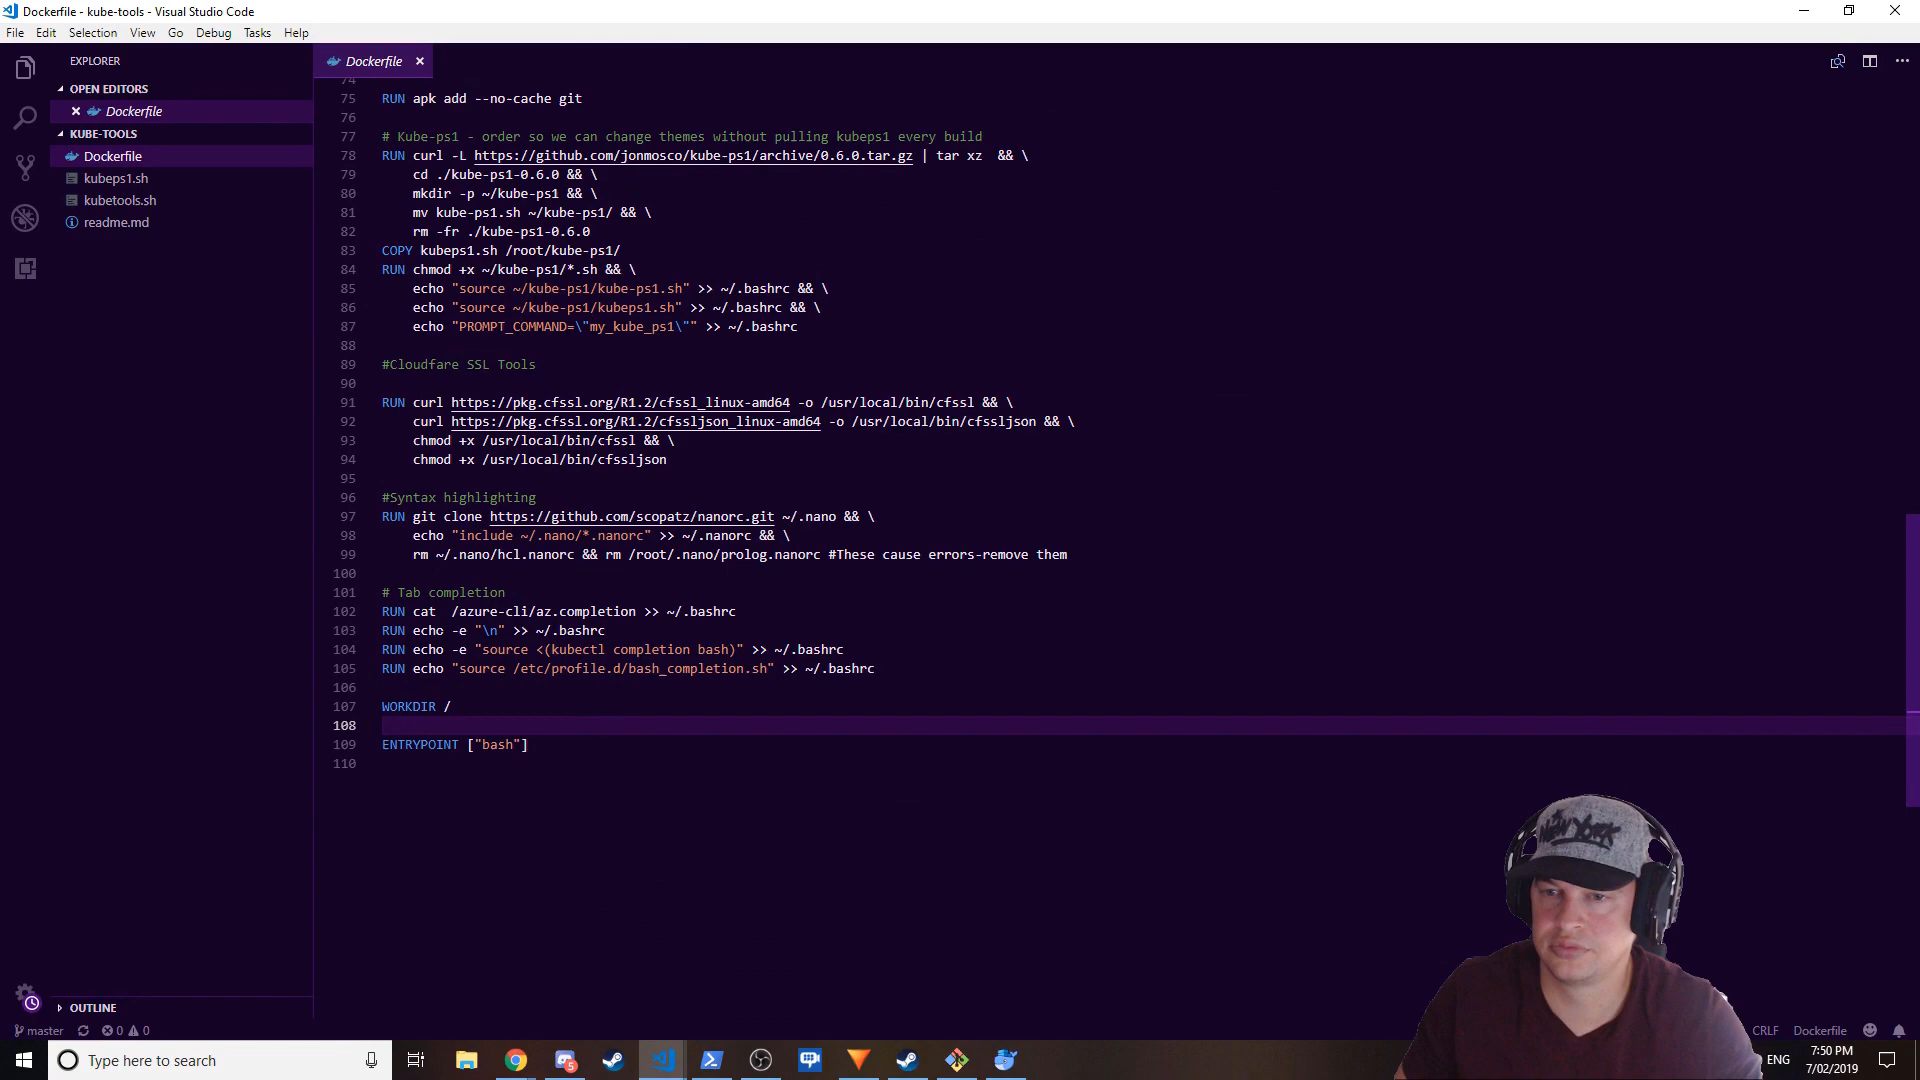 Dockerfile - kube-tools - Visual Studio Code
File Edit Selection View Go Debug Tasks Help
EXPLORER
OPEN EDITORS
Dockerfile
KUBE-TOOLS
Dockerfile
kubeps1.sh
kubetools.sh
readme.md
OUTLINE
Dockerfile
74
75 RUN apk add --no-cache git
76
77 # Kube-ps1 - order so we can change themes without pulling kubeps1 every build
78 RUN curl -L https://github.com/jonmosco/kube-ps1/archive/0.6.0.tar.gz | tar xz  && \
79     cd ./kube-ps1-0.6.0 && \
80     mkdir -p ~/kube-ps1 && \
81     mv kube-ps1.sh ~/kube-ps1/ && \
82     rm -fr ./kube-ps1-0.6.0
83 COPY kubeps1.sh /root/kube-ps1/
84 RUN chmod +x ~/kube-ps1/*.sh && \
85     echo "source ~/kube-ps1/kube-ps1.sh" >> ~/.bashrc && \
86     echo "source ~/kube-ps1/kubeps1.sh" >> ~/.bashrc && \
87     echo "PROMPT_COMMAND=\"my_kube_ps1\"" >> ~/.bashrc
88
89 #Cloudfare SSL Tools
90
91 RUN curl https://pkg.cfssl.org/R1.2/cfssl_linux-amd64 -o /usr/local/bin/cfssl && \
92     curl https://pkg.cfssl.org/R1.2/cfssljson_linux-amd64 -o /usr/local/bin/cfssljson && \
93     chmod +x /usr/local/bin/cfssl && \
94     chmod +x /usr/local/bin/cfssljson
95
96 #Syntax highlighting
97 RUN git clone https://github.com/scopatz/nanorc.git ~/.nano && \
98     echo "include ~/.nano/*.nanorc" >> ~/.nanorc && \
99     rm ~/.nano/hcl.nanorc && rm /root/.nano/prolog.nanorc #These cause errors-remove them
100
101 # Tab completion
102 RUN cat  /azure-cli/az.completion >> ~/.bashrc
103 RUN echo -e "\n" >> ~/.bashrc
104 RUN echo -e "source <(kubectl completion bash)" >> ~/.bashrc
105 RUN echo "source /etc/profile.d/bash_completion.sh" >> ~/.bashrc
106
107 WORKDIR /
108
109 ENTRYPOINT ["bash"]
110
NEW YORK
master 0 0 CRLF Dockerfile
Type here to search
5
ENG
7:50 PM
7/02/2019